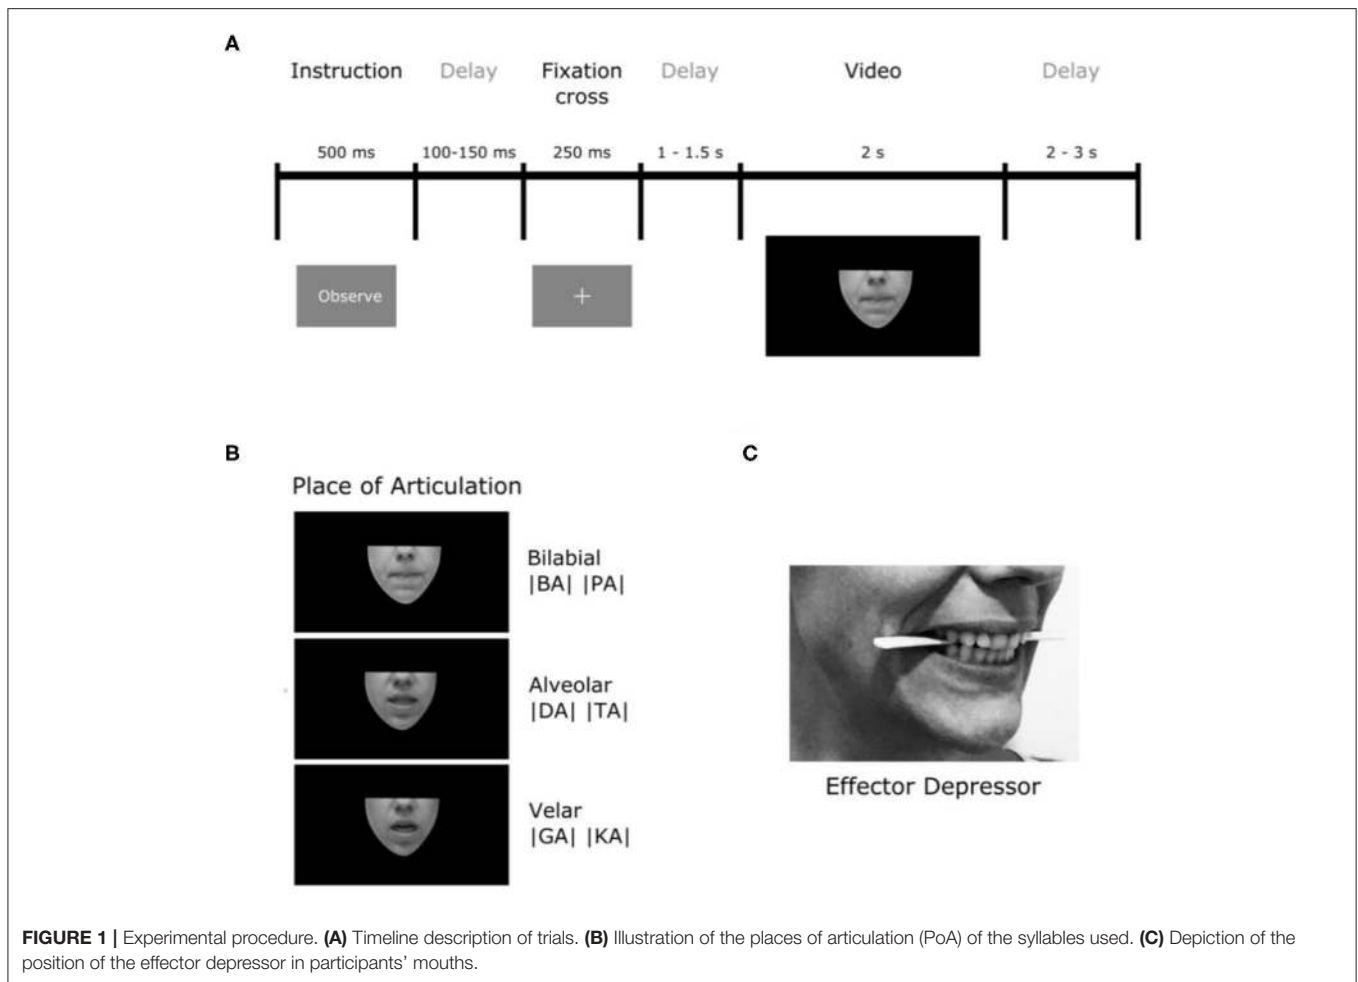 A
Instruction Delay Fixation cross Delay Video Delay
500 ms 100-150 ms 250 ms 1 - 1.5 s 2 s 2 - 3 s
Observe +
B
Place of Articulation
Bilabial
|BA| |PA|
Alveolar
|DA| |TA|
Velar
|GA| |KA|
C
Effector Depressor
FIGURE 1 | Experimental procedure. (A) Timeline description of trials. (B) Illustration of the places of articulation (PoA) of the syllables used. (C) Depiction of the
position of the effector depressor in participants' mouths.